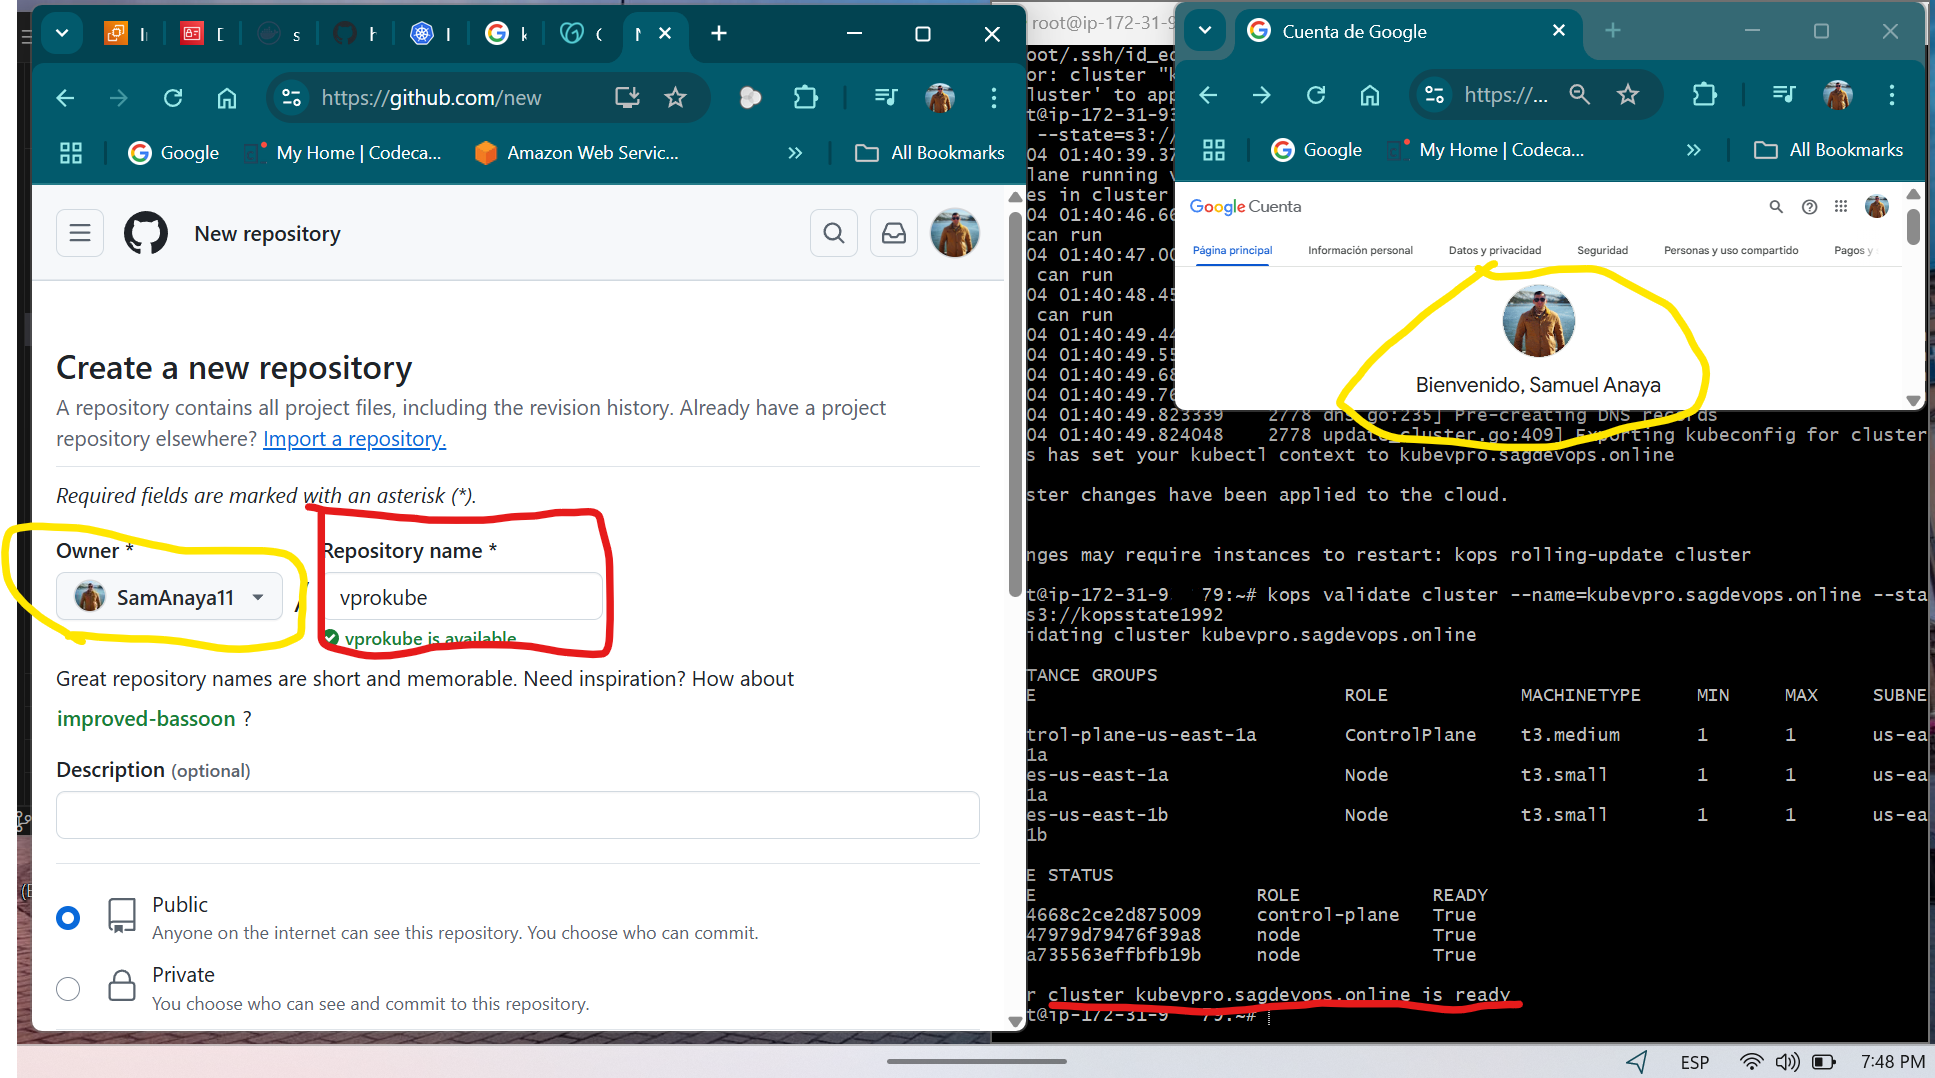 https://github.com/new
Google
My Home | Codeca...
Amazon Web Servic...
All Bookmarks
New repository
Create a new repository
A repository contains all project files, including the revision history. Already have a project
repository elsewhere? Import a repository.
Required fields are marked with an asterisk (*).
Owner *
Repository name *
SamAnaya11
/
vprokube
vprokube is available
Great repository names are short and memorable. Need inspiration? How about
improved-bassoon ?
Description (optional)
Public
Anyone on the internet can see this repository. You choose who can commit.
Private
You choose who can see and commit to this repository.
Cuenta de Google
https://...
Google
My Home | Codeca...
All Bookmarks
Google Cuenta
Página principal
Información personal
Datos y privacidad
Seguridad
Personas y uso compartido
Pagos y
Bienvenido, Samuel Anaya
root@ip-172-31-9
oot/.ssh/id_e
or: cluster "k
luster' to ap
t@ip-172-31-93
--state=s3:/
04 01:40:39.37
lane running
es in cluster
04 01:40:46.66
can run
04 01:40:47.00
can run
04 01:40:48.45
can run
04 01:40:49.44
04 01:40:49.55
04 01:40:49.68
04 01:40:49.76
04 01:40:49.823339 2778 dns.go:235] Pre-creating DNS records
04 01:40:49.824048 2778 update_cluster.go:409] Exporting kubeconfig for cluster
s has set your kubectl context to kubevpro.sagdevops.online
ster changes have been applied to the cloud.
nges may require instances to restart: kops rolling-update cluster
t@ip-172-31-9 79:~# kops validate cluster --name=kubevpro.sagdevops.online --sta
s3://kopsstate1992
idating cluster kubevpro.sagdevops.online
TANCE GROUPS
E ROLE MACHINETYPE MIN MAX SUBNE
trol-plane-us-east-1a ControlPlane t3.medium 1 1 us-ea
1a
es-us-east-1a Node t3.small 1 1 us-ea
1a
es-us-east-1b Node t3.small 1 1 us-ea
1b
E STATUS
E ROLE READY
4668c2ce2d875009 control-plane True
47979d79476f39a8 node True
a735563effbfb19b node True
r cluster kubevpro.sagdevops.online is ready
t@ip-172-31-9 79:~#
ESP
7:48 PM